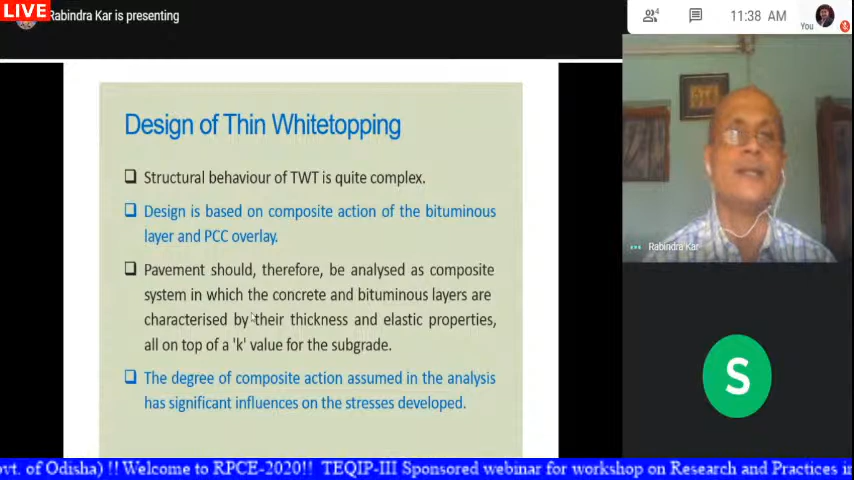 LIVE
Rabindra Kar is presenting
4
11:38 AM
You
Design of Thin Whitetopping
❑ Structural behaviour of TWT is quite complex.
❑ Design is based on composite action of the bituminous
layer and PCC overlay.
❑ Pavement should, therefore, be analysed as composite
system in which the concrete and bituminous layers are
characterised by their thickness and elastic properties,
all on top of a 'k' value for the subgrade.
❑ The degree of composite action assumed in the analysis
has significant influences on the stresses developed.
Rabindra Kar
S
ovt. of Odisha) !! Welcome to RPCE-2020!! TEQIP-III Sponsored webinar for workshop on Research and Practices in